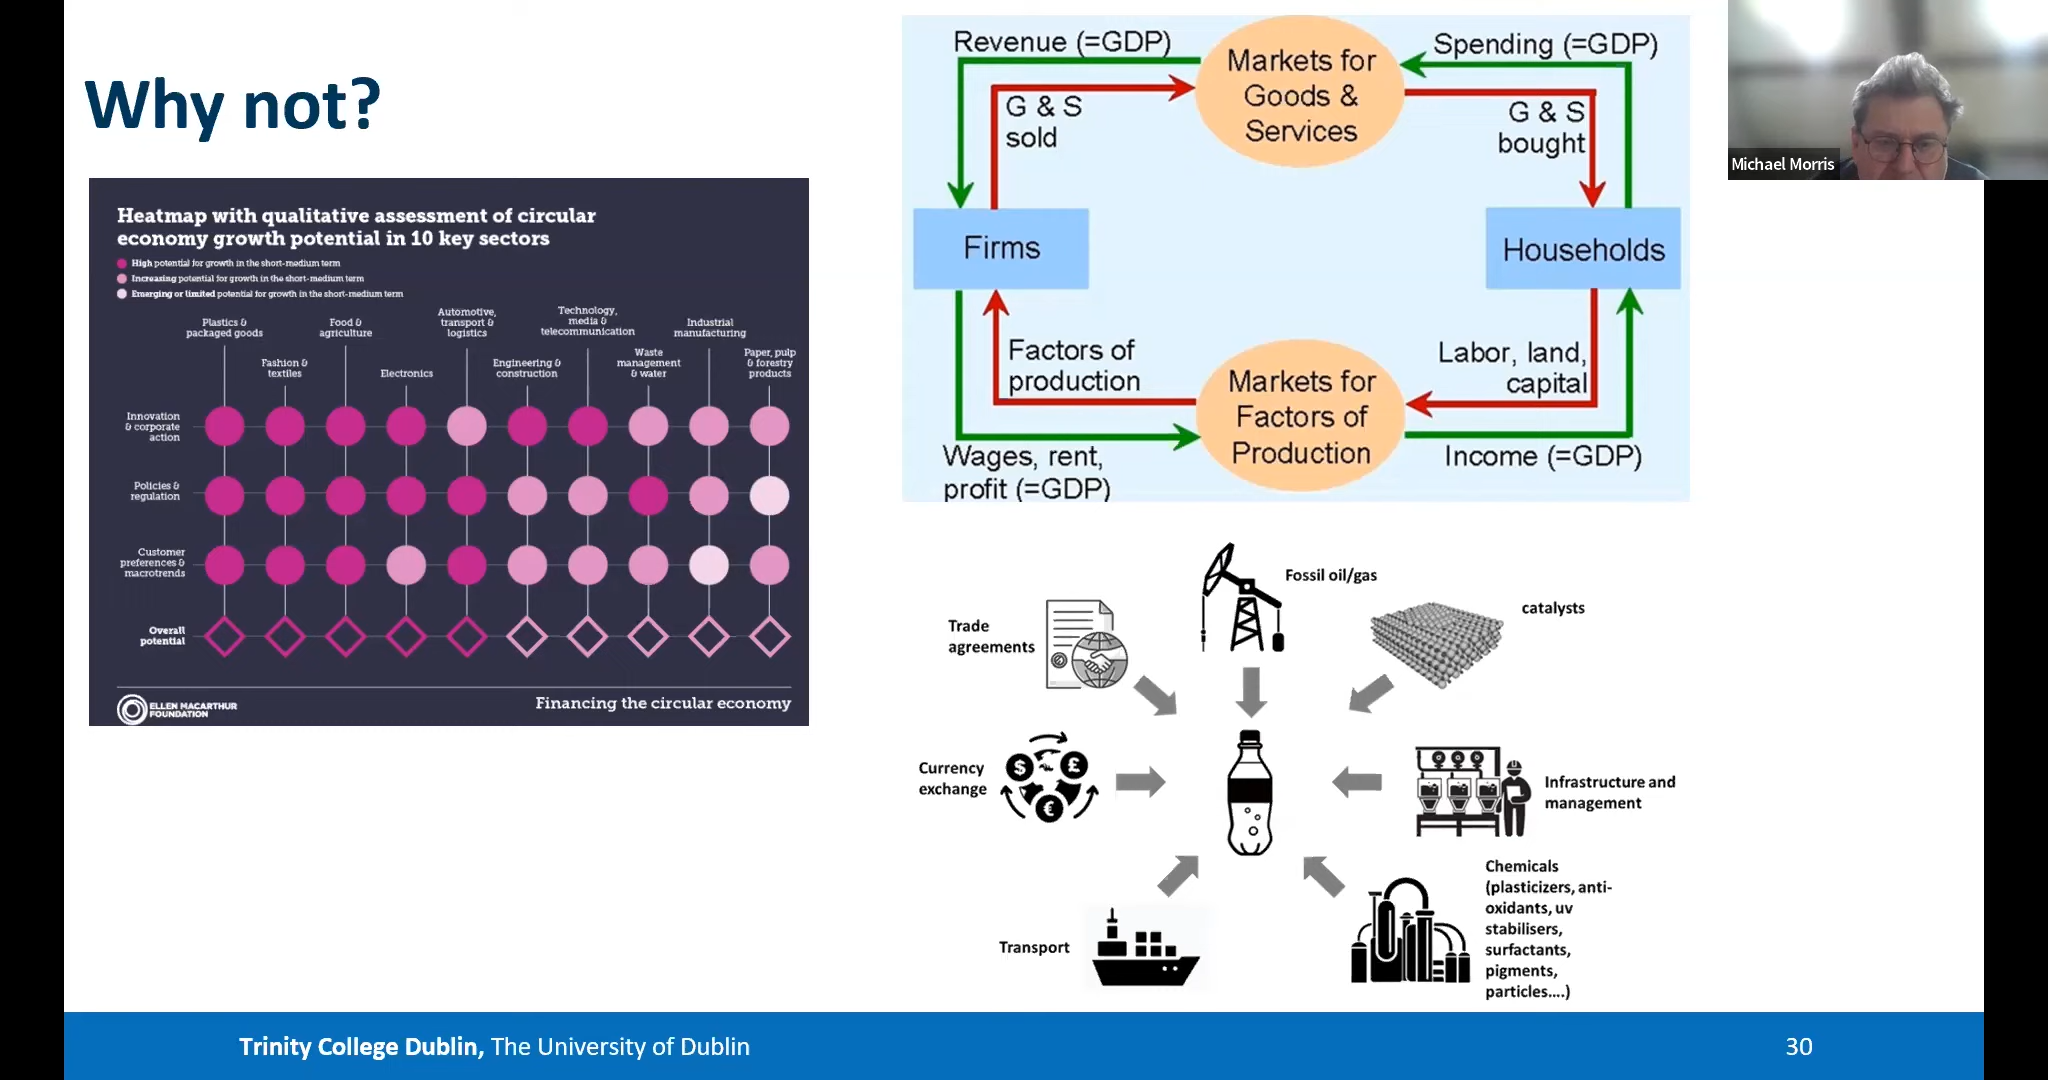 Why not?
Heatmap with qualitative assessment of circular
economy growth potential in 10 key sectors
High potential for growth in the short-medium term
Increasing potential for growth in the short-medium term
Emerging or limited potential for growth in the short-medium term
Plastics &
packaged goods
Fashion &
textiles
Food &
agriculture
Electronics
Automotive,
transport &
logistics
Engineering &
construction
Technology,
media &
telecommunication
Waste
management
& water
Industrial
manufacturing
Paper, pulp
& forestry
products
Innovation
& corporate
action
Policies &
regulation
Customer
preferences &
macrotrends
Overall
potential
ELLEN MACARTHUR
FOUNDATION
Financing the circular economy
Revenue (=GDP)
Markets for
Goods &
Services
Spending (=GDP)
G & S
sold
G & S
bought
Firms
Households
Factors of
production
Markets for
Factors of
Production
Labor, land,
capital
Wages, rent,
profit (=GDP)
Income (=GDP)
Michael Morris
Fossil oil/gas
Trade
agreements
catalysts
Currency
exchange
$ £
€
Infrastructure and
management
Transport
Chemicals
(plasticizers, anti-
oxidants, uv
stabilisers,
surfactants,
pigments,
particles....)
Trinity College Dublin, The University of Dublin
30